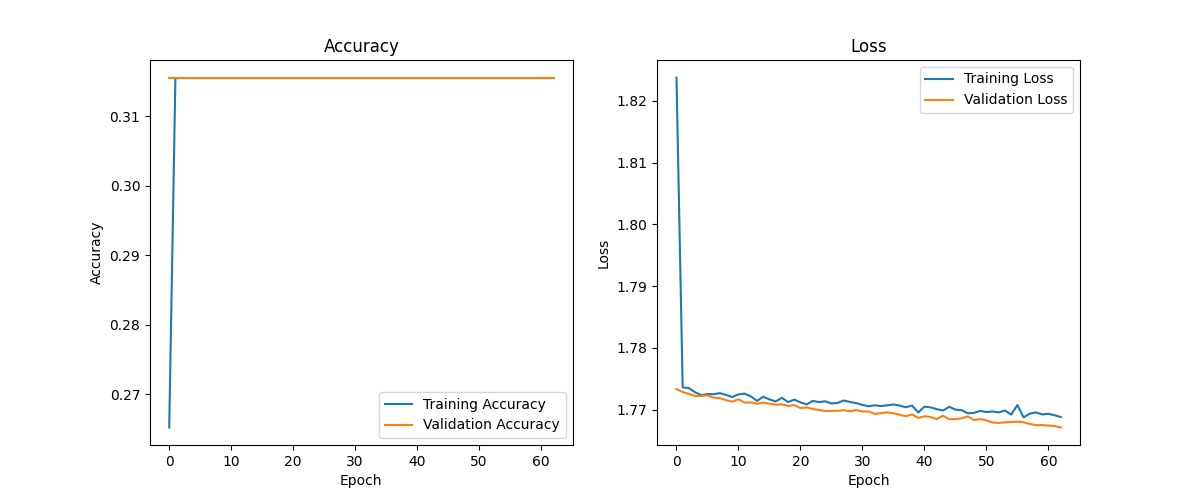 Accuracy
Accuracy
0.31
0.30
0.29
0.28
0.27
0 10 20 30 40 50 60
Epoch
Training Accuracy
Validation Accuracy
Loss
Loss
1.82
1.81
1.80
1.79
1.78
1.77
0 10 20 30 40 50 60
Epoch
Training Loss
Validation Loss